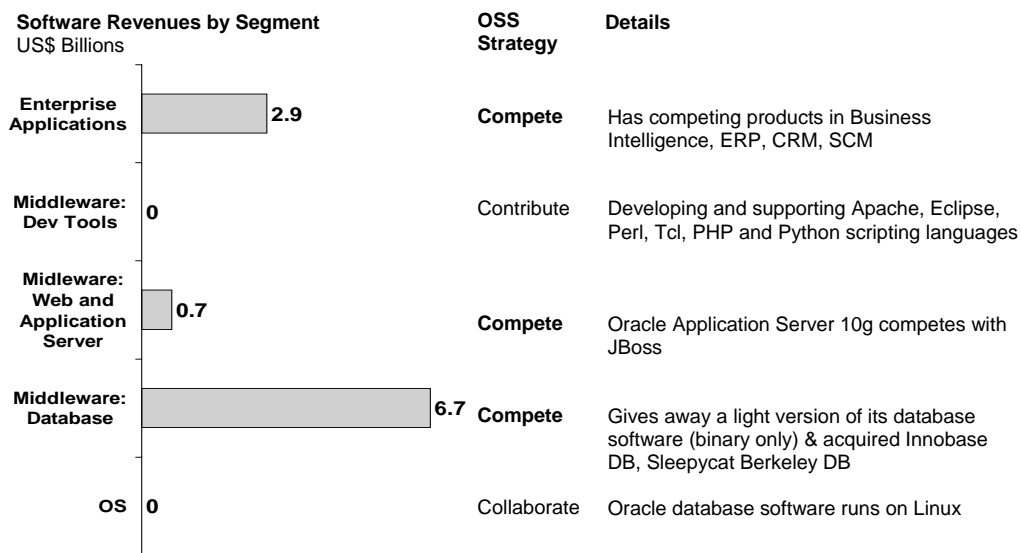 Software Revenues by Segment
US$ Billions
OSS
Strategy
Details
Enterprise
Applications
2.9
Compete
Has competing products in Business
Intelligence, ERP, CRM, SCM
Middleware:
Dev Tools
0
Contribute
Developing and supporting Apache, Eclipse,
Perl, Tcl, PHP and Python scripting languages
Midleware:
Web and
Application
Server
0.7
Compete
Oracle Application Server 10g competes with
JBoss
Middleware:
Database
6.7
Compete
Gives away a light version of its database
software (binary only) & acquired Innobase
DB, Sleepycat Berkeley DB
OS
0
Collaborate
Oracle database software runs on Linux